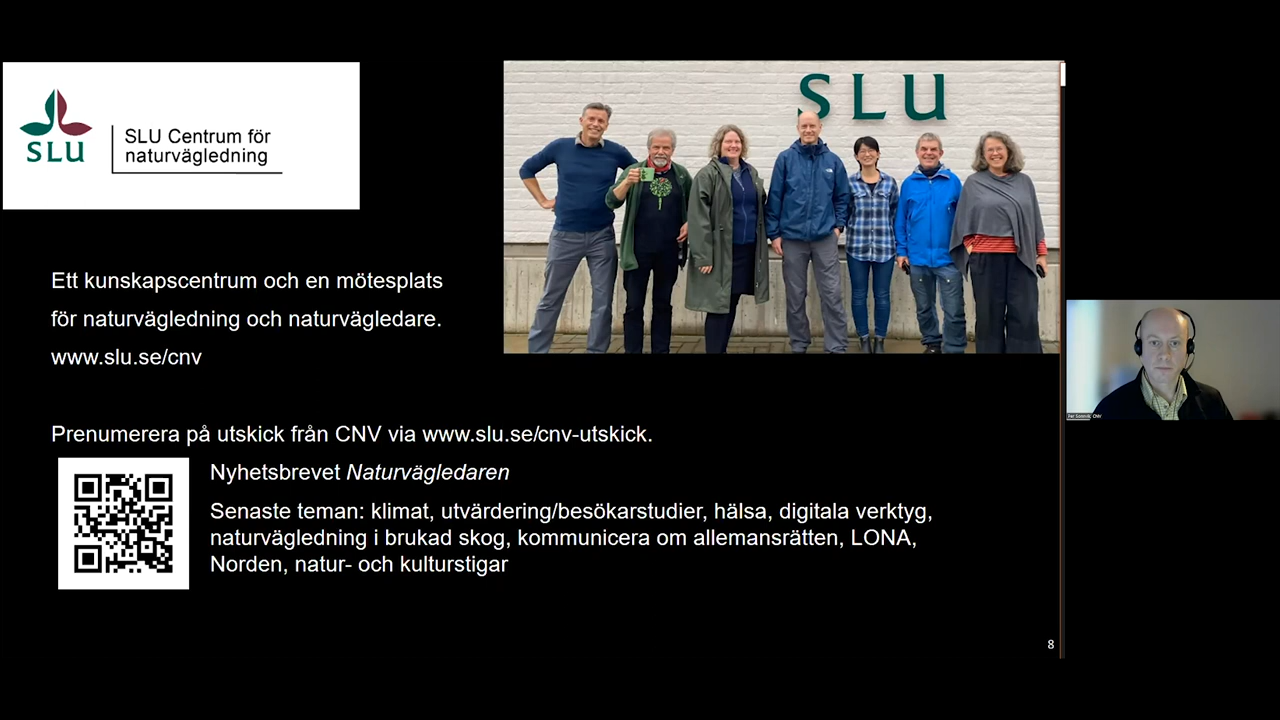 SLU
SLU Centrum för
naturvägledning
SLU
Ett kunskapscentrum och en mötesplats
för naturvägledning och naturvägledare.
www.slu.se/cnv
Prenumerera på utskick från CNV via www.slu.se/cnv-utskick.
Nyhetsbrevet Naturvägledaren
Senaste teman: klimat, utvärdering/besökarstudier, hälsa, digitala verktyg,
naturvägledning i brukad skog, kommunicera om allemansrätten, LONA,
Norden, natur- och kulturstigar
8